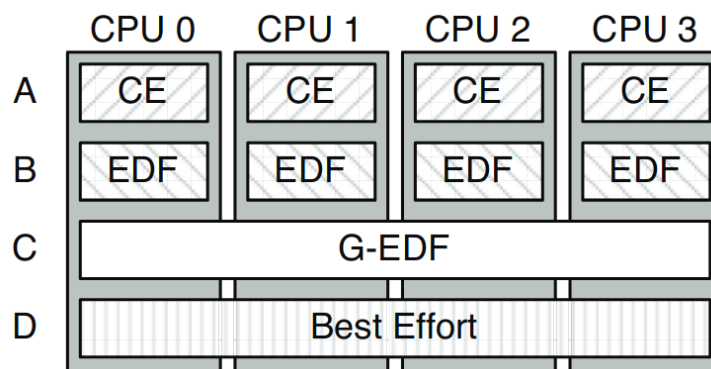 CPU 0 CPU 1 CPU 2 CPU 3
A CE CE CE CE
B EDF EDF EDF EDF
C G-EDF
D Best Effort